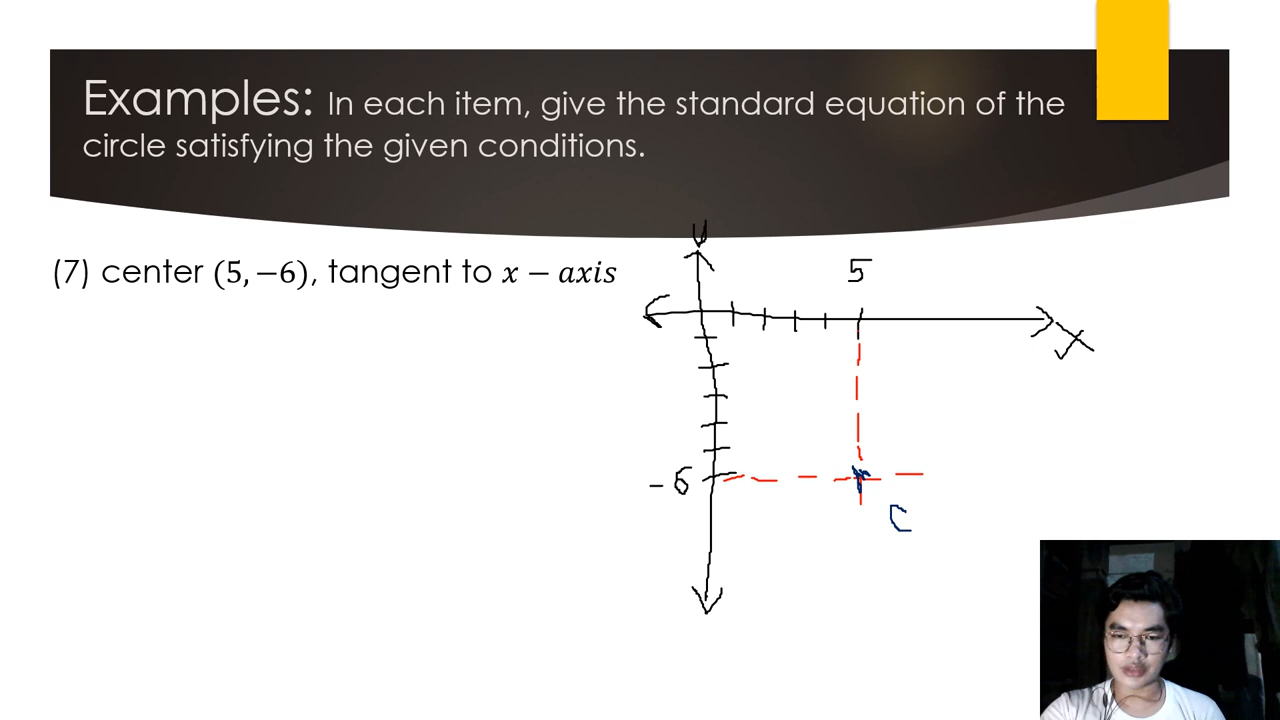 Examples: In each item, give the standard equation of the
circle satisfying the given conditions.
(7) center (5, −6), tangent to x − axis
y
5
x
-6
C